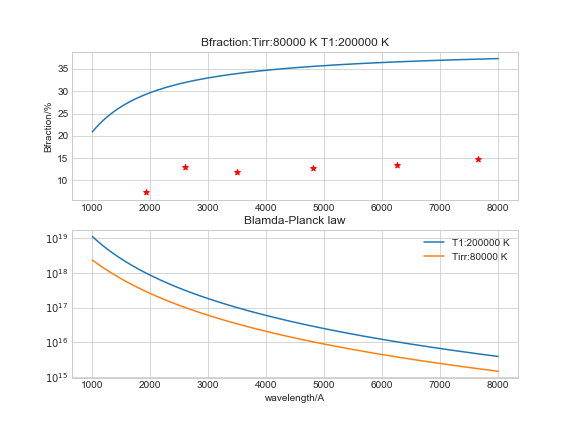 Bfraction:Tirr:80000 K T1:200000 K
Bfraction/%
35
30
25
20
15
10
1000 2000 3000 4000 5000 6000 7000 8000
Blamda-Planck law
T1:200000 K
Tirr:80000 K
10^19
10^18
10^17
10^16
10^15
1000 2000 3000 4000 5000 6000 7000 8000
wavelength/A